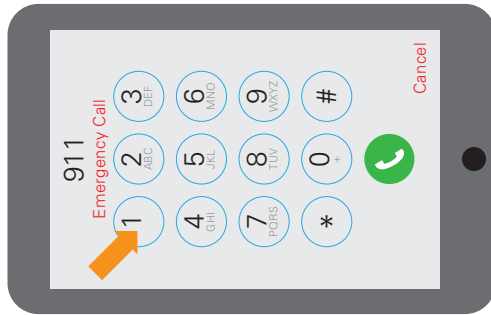 911
Emergency Call
1
2
ABC
3
DEF
4
GHI
5
JKL
6
MNO
7
PQRS
8
TUV
9
WXYZ
*
0
+
#
Cancel